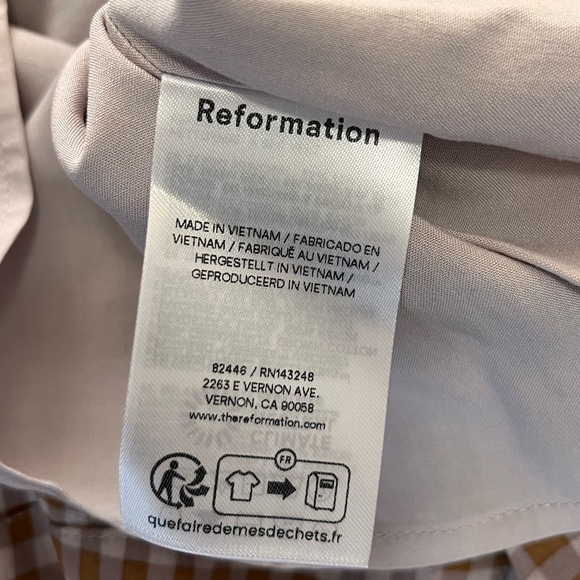 Reformation
MADE IN VIETNAM / FABRICADO EN
VIETNAM / FABRIQUÉ AU VIETNAM /
HERGESTELLT IN VIETNAM /
GEPRODUCEERD IN VIETNAM
82446 / RN143248
2263 E VERNON AVE.
VERNON, CA 90058
www.thereformation.com
FR
quefairedemesdechets.fr